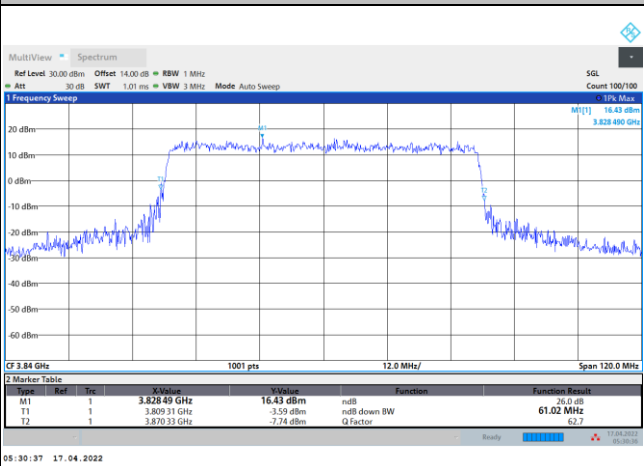 MultiView Spectrum
Ref Level 30.00 dBm Offset 14.00 dB RBW 1 MHz SGL
Att 30 dB SWT 1.01 ms VBW 3 MHz Mode Auto Sweep Count 100/100
1 Frequency Sweep 1Pk Max
M1[1] 16.43 dBm
3.828 490 GHz
20 dBm
M1
10 dBm
0 dBm
T1
T2
-10 dBm
-20 dBm
-30 dBm
-40 dBm
-50 dBm
-60 dBm
CF 3.84 GHz 1001 pts 12.0 MHz/ Span 120.0 MHz
2 Marker Table
Type Ref Trc X-Value Y-Value Function Function Result
M1 1 3.828 49 GHz 16.43 dBm ndB 26.0 dB
T1 1 3.809 31 GHz -3.59 dBm ndB down BW 61.02 MHz
T2 1 3.870 33 GHz -7.74 dBm Q Factor 62.7
Ready 17.04.2022
05:30:36
05:30:37 17.04.2022